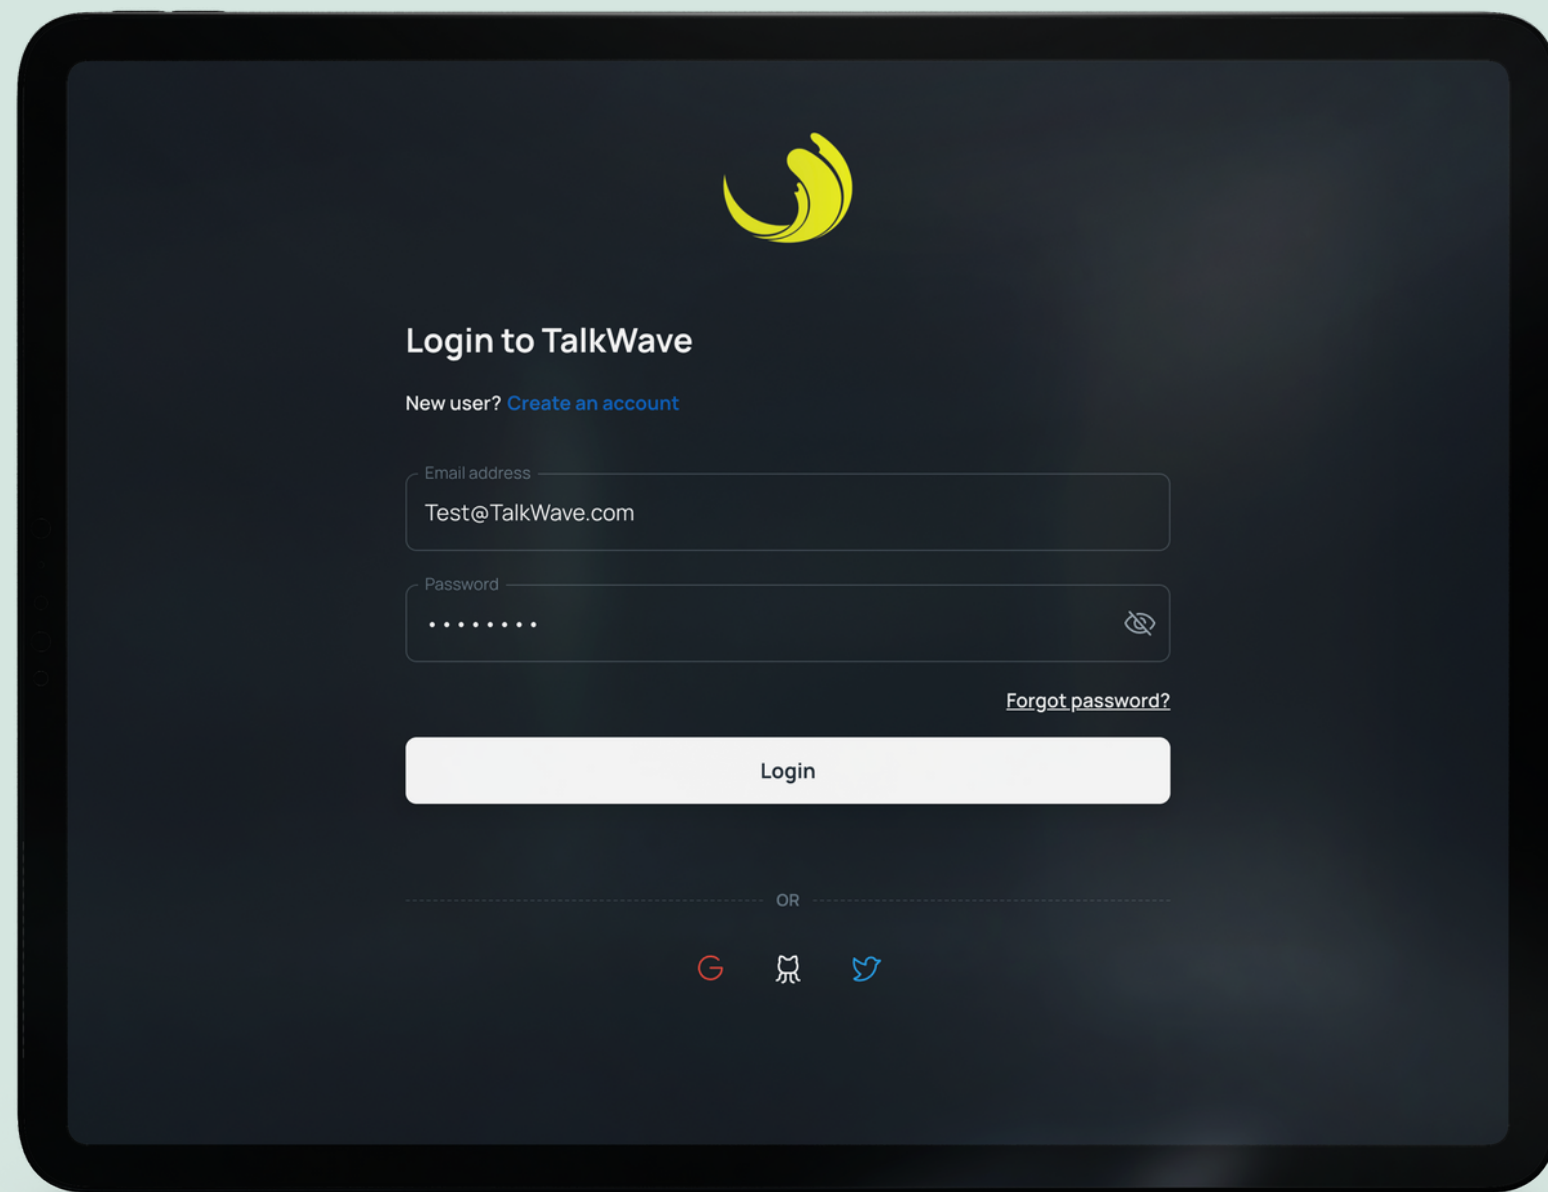 Login to TalkWave
New user? Create an account
Email address
Test@TalkWave.com
Password
••••••••
Forgot password?
Login
OR